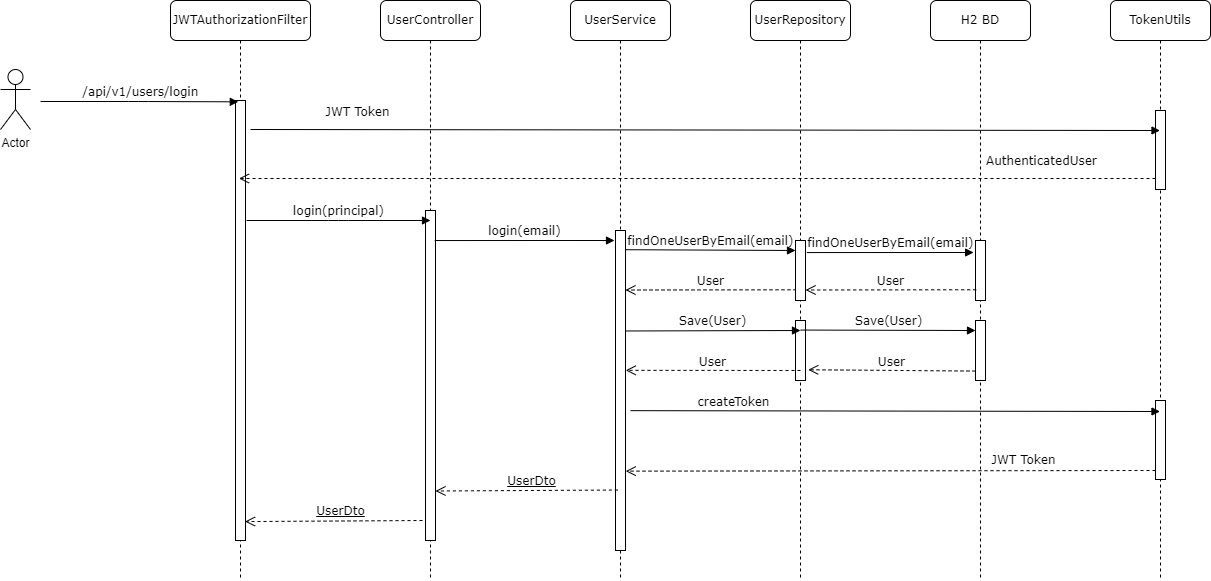 JWTAuthorizationFilter
UserController
UserService
UserRepository
H2 BD
TokenUtils
/api/v1/users/login
JWT Token
Actor
AuthenticatedUser
login(principal)
login(email)
findOneUserByEmail(email)
findOneUserByEmail(email)
User
User
Save(User)
Save(User)
User
User
createToken
JWT Token
UserDto
UserDto